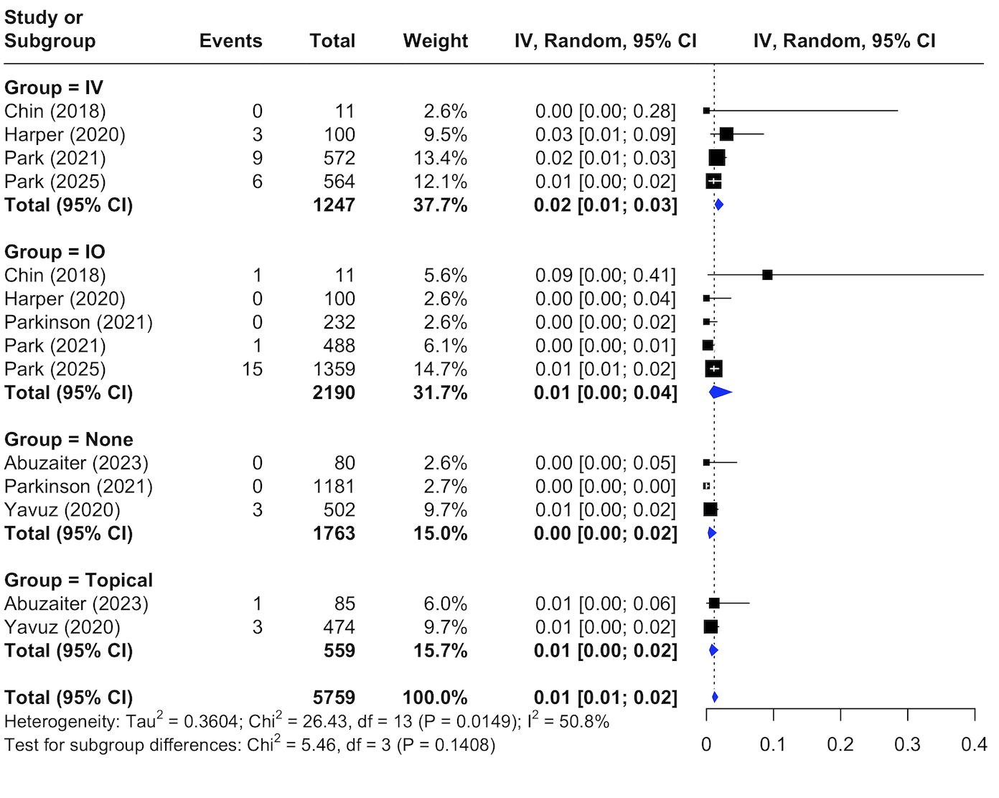 Study or
Subgroup Events Total Weight IV, Random, 95% CI IV, Random, 95% CI
Group = IV
Chin (2018) 0 11 2.6% 0.00 [0.00; 0.28]
Harper (2020) 3 100 9.5% 0.03 [0.01; 0.09]
Park (2021) 9 572 13.4% 0.02 [0.01; 0.03]
Park (2025) 6 564 12.1% 0.01 [0.00; 0.02]
Total (95% CI) 1247 37.7% 0.02 [0.01; 0.03]
Group = IO
Chin (2018) 1 11 5.6% 0.09 [0.00; 0.41]
Harper (2020) 0 100 2.6% 0.00 [0.00; 0.04]
Parkinson (2021) 0 232 2.6% 0.00 [0.00; 0.02]
Park (2021) 1 488 6.1% 0.00 [0.00; 0.01]
Park (2025) 15 1359 14.7% 0.01 [0.01; 0.02]
Total (95% CI) 2190 31.7% 0.01 [0.00; 0.04]
Group = None
Abuzaiter (2023) 0 80 2.6% 0.00 [0.00; 0.05]
Parkinson (2021) 0 1181 2.7% 0.00 [0.00; 0.00]
Yavuz (2020) 3 502 9.7% 0.01 [0.00; 0.02]
Total (95% CI) 1763 15.0% 0.00 [0.00; 0.02]
Group = Topical
Abuzaiter (2023) 1 85 6.0% 0.01 [0.00; 0.06]
Yavuz (2020) 3 474 9.7% 0.01 [0.00; 0.02]
Total (95% CI) 559 15.7% 0.01 [0.00; 0.02]
Total (95% CI) 5759 100.0% 0.01 [0.01; 0.02]
Heterogeneity: Tau² = 0.3604; Chi² = 26.43, df = 13 (P = 0.0149); I² = 50.8%
Test for subgroup differences: Chi² = 5.46, df = 3 (P = 0.1408)
0 0.1 0.2 0.3 0.4